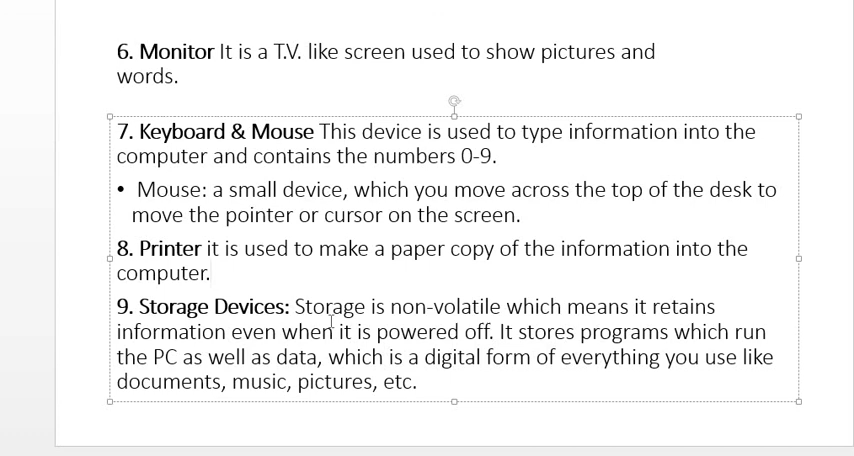 6. Monitor It is a T.V. like screen used to show pictures and
words.
7. Keyboard & Mouse This device is used to type information into the
computer and contains the numbers 0-9.
• Mouse: a small device, which you move across the top of the desk to
move the pointer or cursor on the screen.
8. Printer it is used to make a paper copy of the information into the
computer.
9. Storage Devices: Storage is non-volatile which means it retains
information even when it is powered off. It stores programs which run
the PC as well as data, which is a digital form of everything you use like
documents, music, pictures, etc.